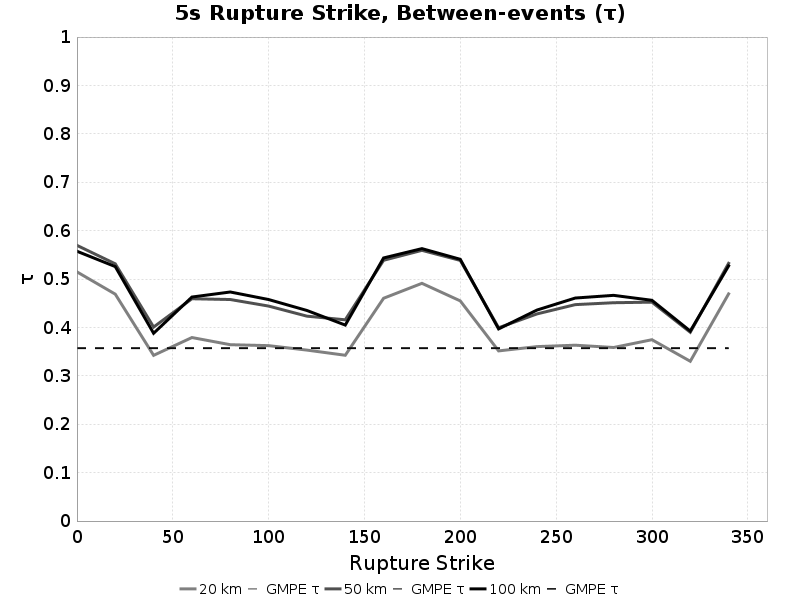 5s Rupture Strike, Between-events (τ)
1
0.9
0.8
0.7
0.6
0.5
0.4
0.3
0.2
0.1
0
τ
0 50 100 150 200 250 300 350
Rupture Strike
20 km GMPE τ 50 km GMPE τ 100 km GMPE τ